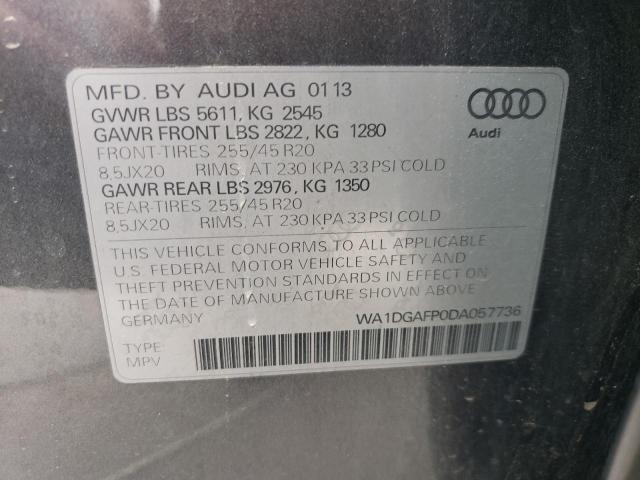 MFD. BY AUDI AG 01 13
GVWR LBS 5611, KG 2545
GAWR FRONT LBS 2822, KG 1280
FRONT-TIRES 255/45 R20
8,5JX20 RIMS, AT 230 KPA 33 PSI COLD
GAWR REAR LBS 2976, KG 1350
REAR-TIRES 255/45 R20
8,5JX20 RIMS, AT 230 KPA 33 PSI COLD
Audi
THIS VEHICLE CONFORMS TO ALL APPLICABLE
U.S. FEDERAL MOTOR VEHICLE SAFETY AND
THEFT PREVENTION STANDARDS IN EFFECT ON
THE DATE OF MANUFACTURE SHOWN ABOVE
GERMANY WA1DGAFP0DA057736
TYPE:
MPV